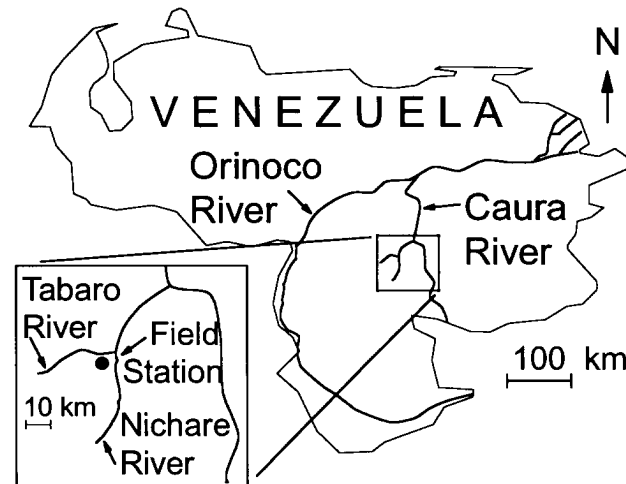 N
VENEZUELA
Orinoco
River
Caura
River
100 km
Tabaro
River
Field
Station
10 km
Nichare
River